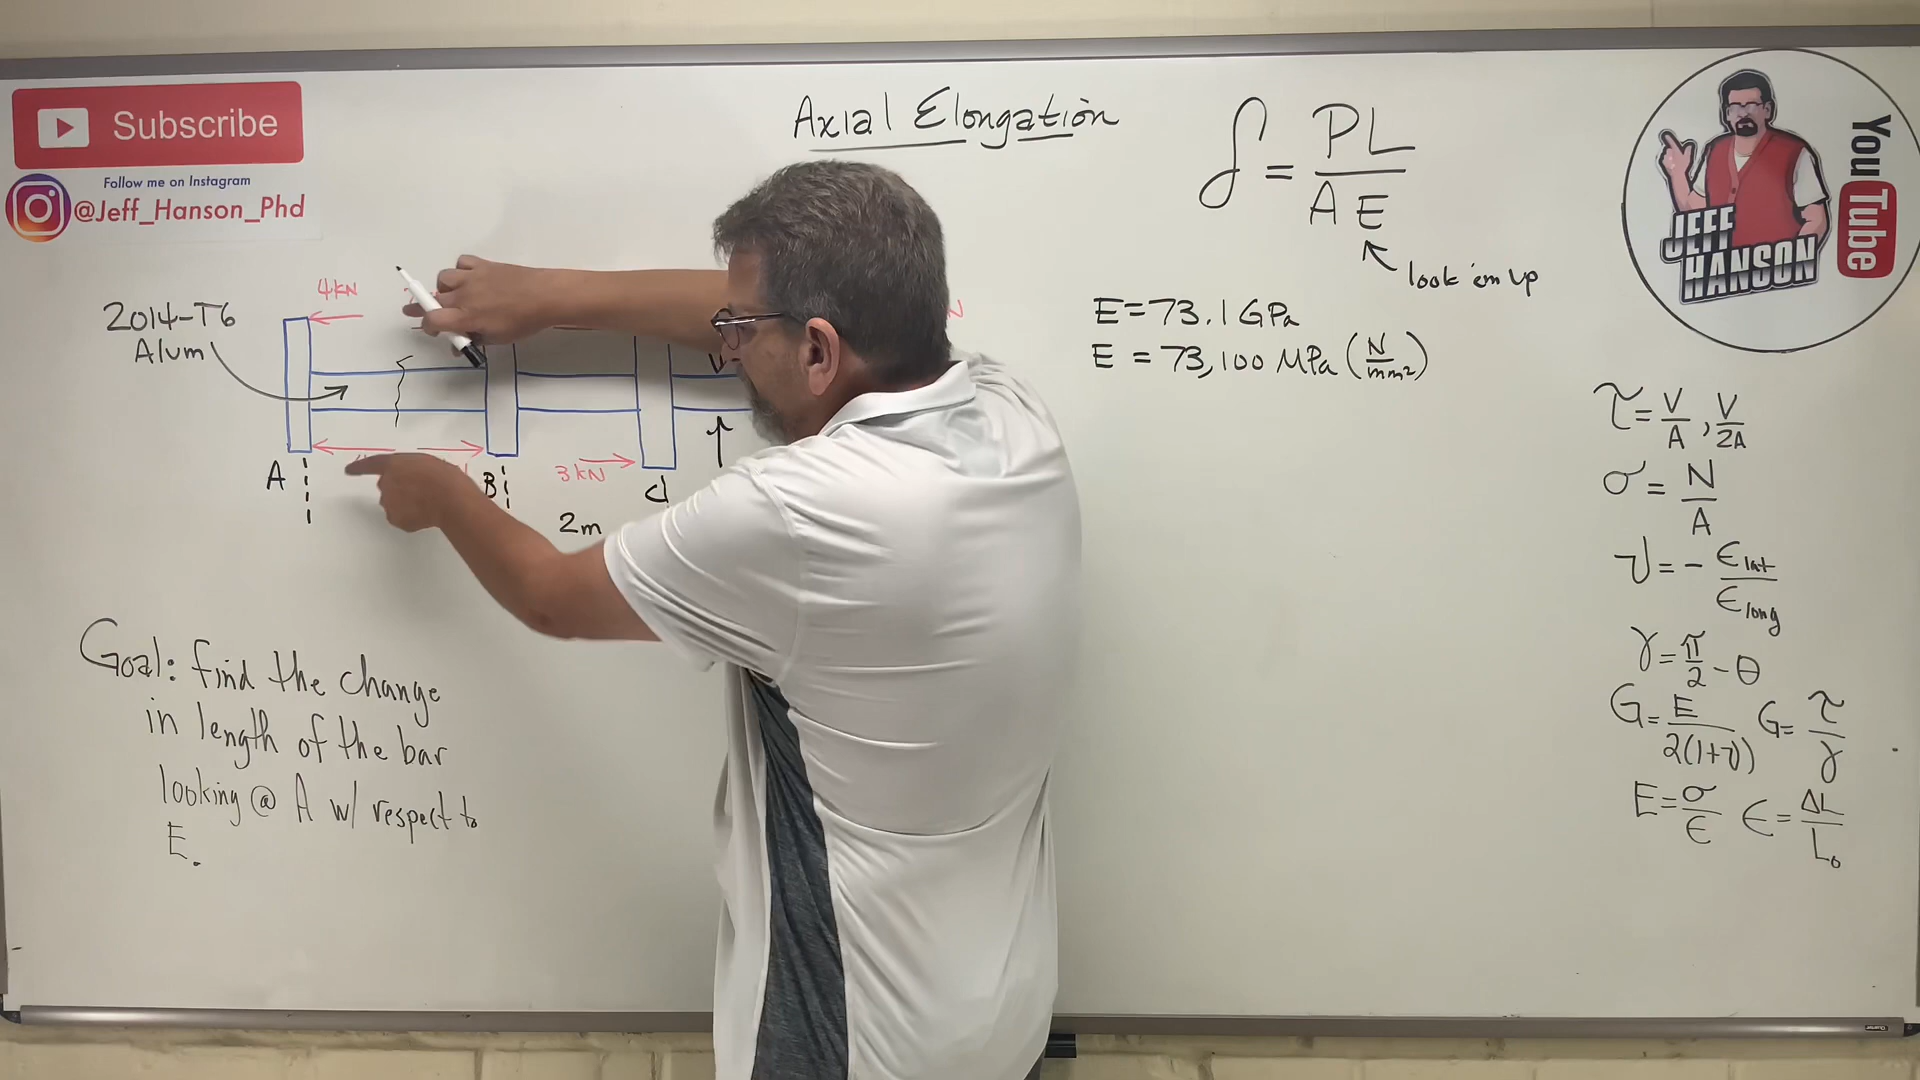 Subscribe
Follow me on Instagram
@Jeff_Hanson_Phd
Axial Elongation
δ = PL / AE
look 'em up
E = 73.1 GPa
E = 73,100 MPa (N/mm²)
YouTube
JEFF
HANSON
4kN
2014-T6
Alum
A
B
3kN
2m
N
Goal: find the change
in length of the bar
looking @ A w/ respect to
E.
τ = V/A , V/2A
σ = N/A
ν = - ϵlat / ϵlong
γ = π/2 - θ
G = E / 2(1+ν) G = τ/γ
E = σ/ϵ ϵ = ΔL / L₀